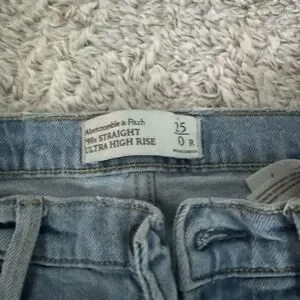 Abercrombie & Fitch
'90s STRAIGHT
ULTRA HIGH RISE
25
0 R